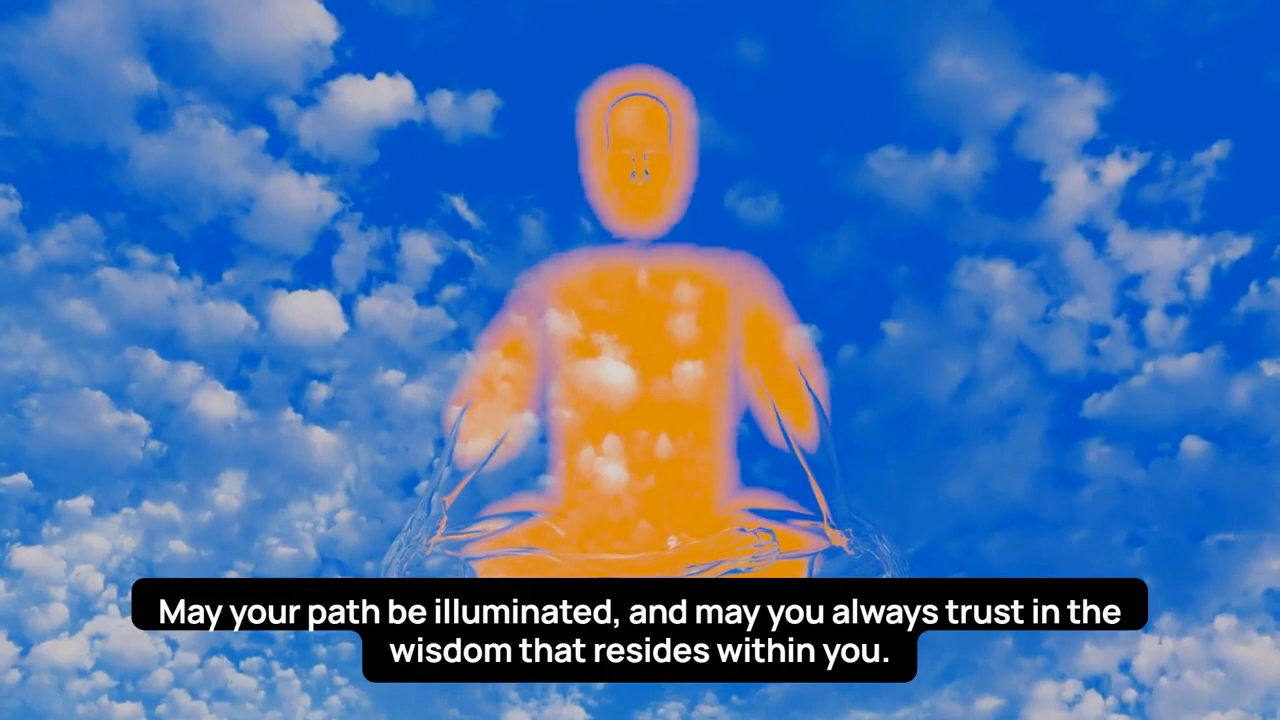 May your path be illuminated, and may you always trust in the
wisdom that resides within you.